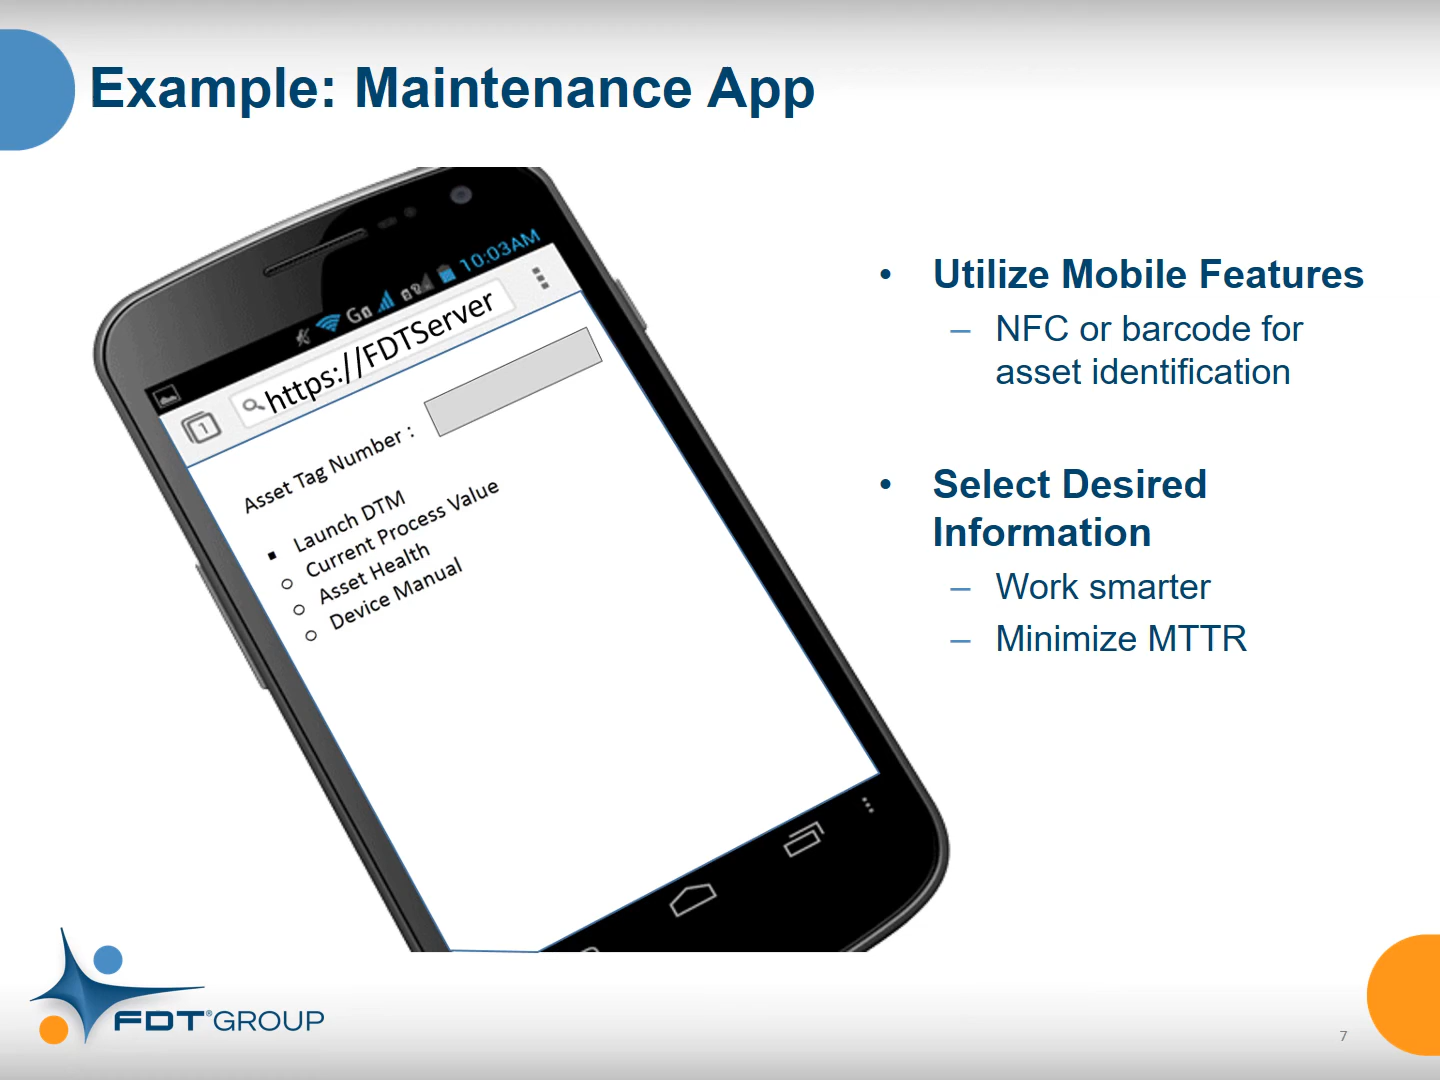 Example: Maintenance App
10:03AM
1
https://FDTServer
Asset Tag Number :
▪ Launch DTM
○ Current Process Value
○ Asset Health
○ Device Manual
• Utilize Mobile Features
– NFC or barcode for
asset identification
• Select Desired
Information
– Work smarter
– Minimize MTTR
FDT®GROUP
7